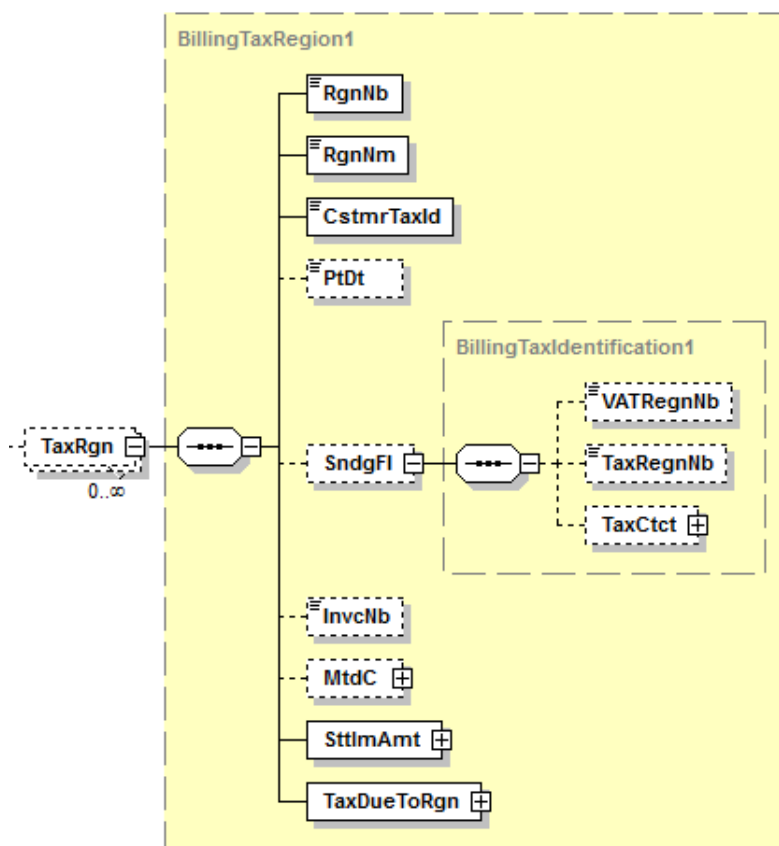 BillingTaxRegion1
RgnNb
RgnNm
CstmrTaxId
PtDt
BillingTaxIdentification1
VATRegnNb
TaxRgn
SndgFI
TaxRegnNb
0..∞
TaxCtct
InvcNb
MtdC
SttlmAmt
TaxDueToRgn